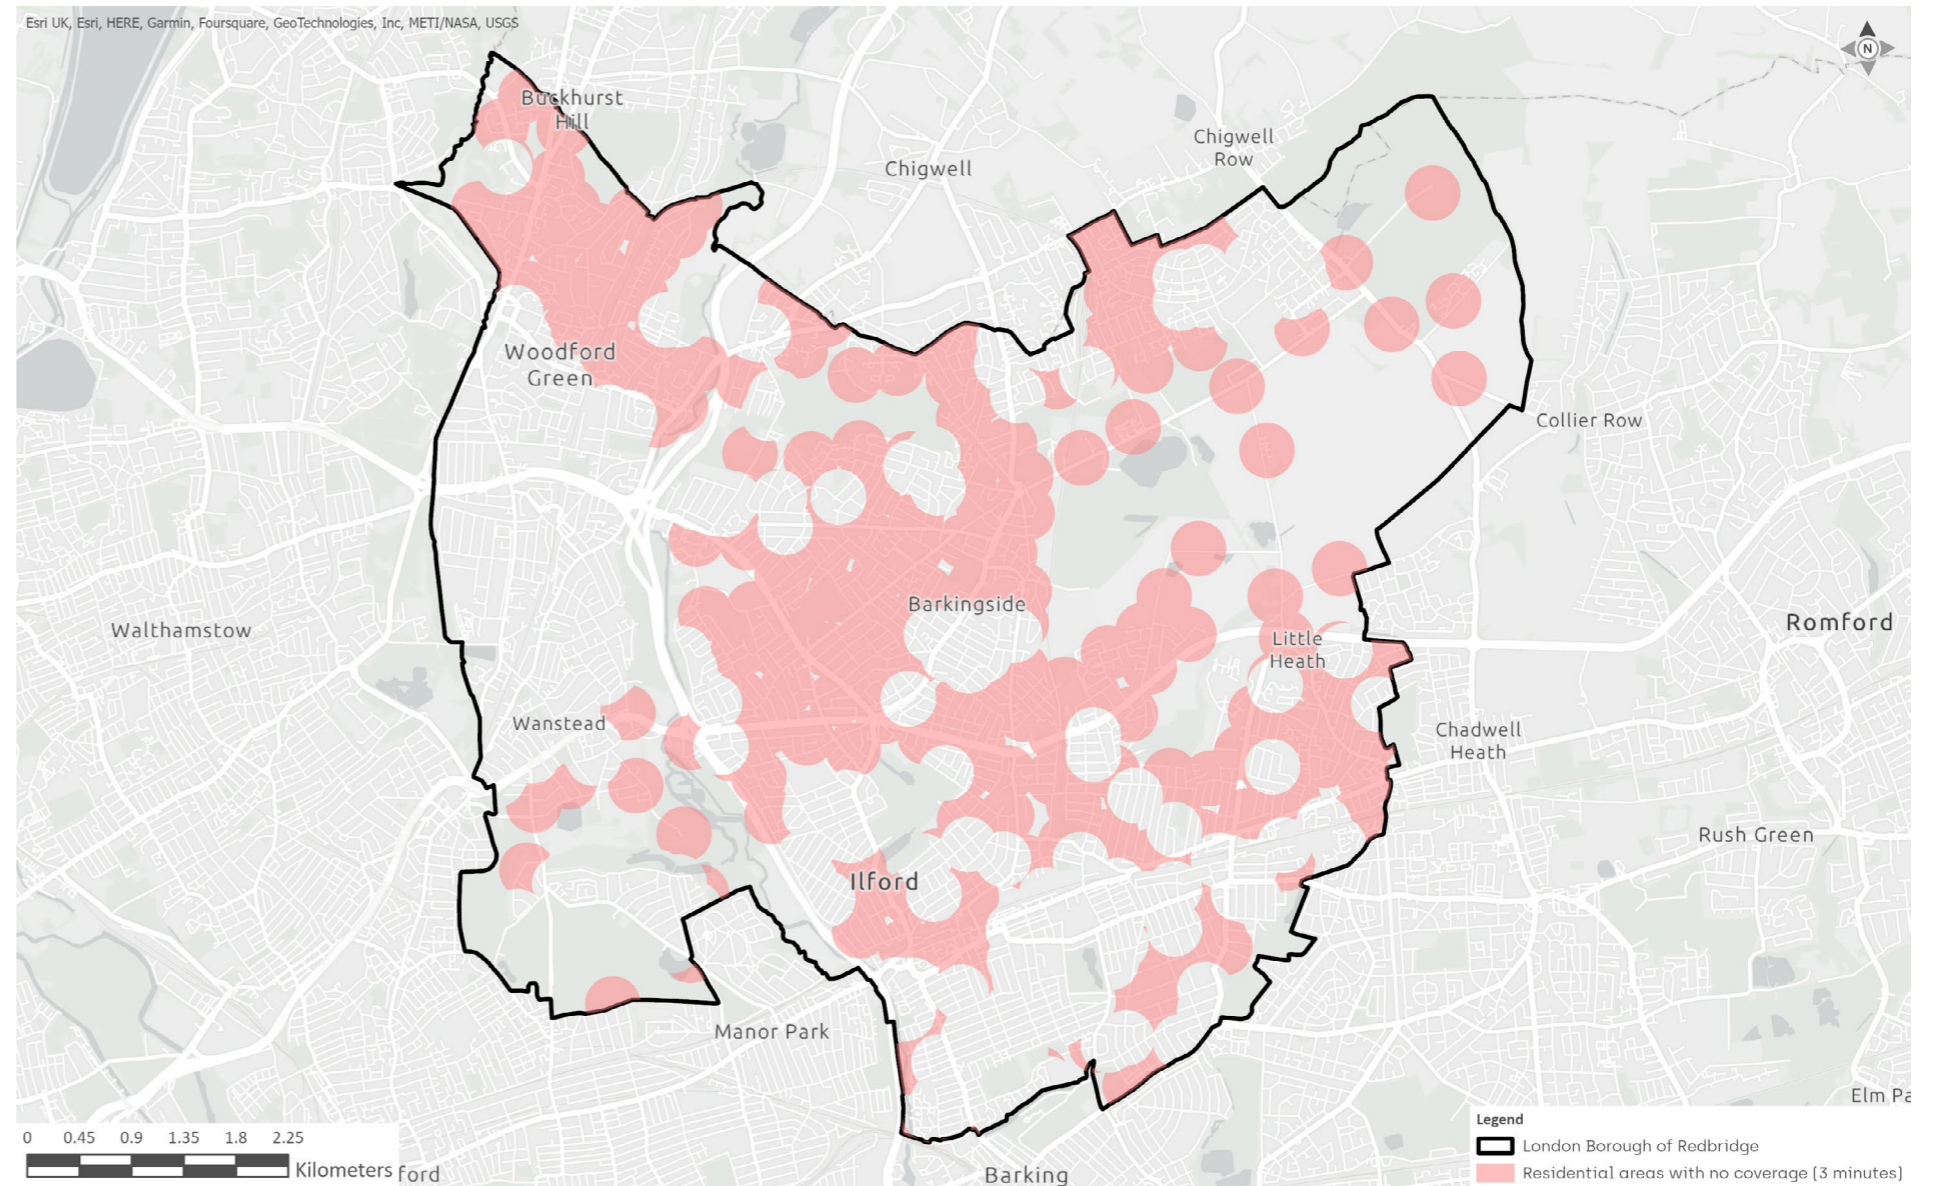 Esri UK, Esri, HERE, Garmin, Foursquare, GeoTechnologies, Inc, METI/NASA, USGS
N
Buckhurst
Hill
Chigwell
Row
Chigwell
Woodford
Green
Collier Row
Barkingside
Walthamstow
Romford
Little
Heath
Wanstead
Chadwell
Heath
Rush Green
Ilford
Manor Park
Elm Pa
Barking
0 0.45 0.9 1.35 1.8 2.25
Kilometers
ford
Legend
London Borough of Redbridge
Residential areas with no coverage (3 minutes)